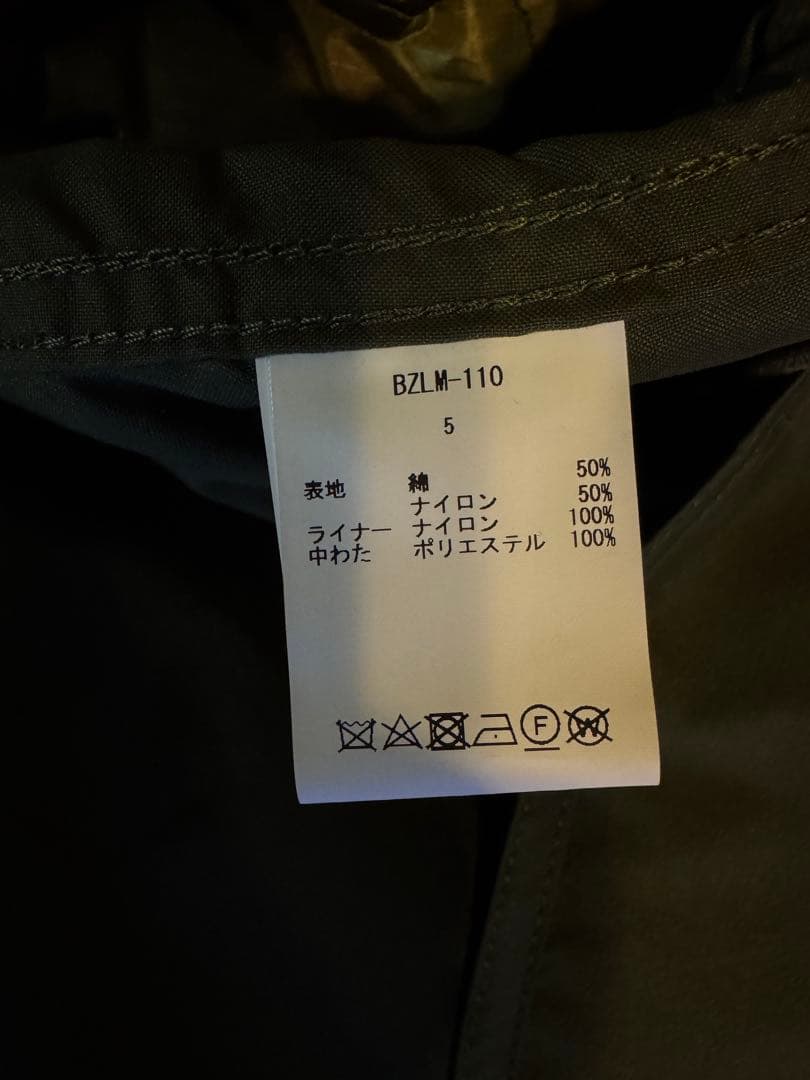 BZLM-110
5
表地 綿 50%
ナイロン 50%
ライナー ナイロン 100%
中わた ポリエステル 100%
F W